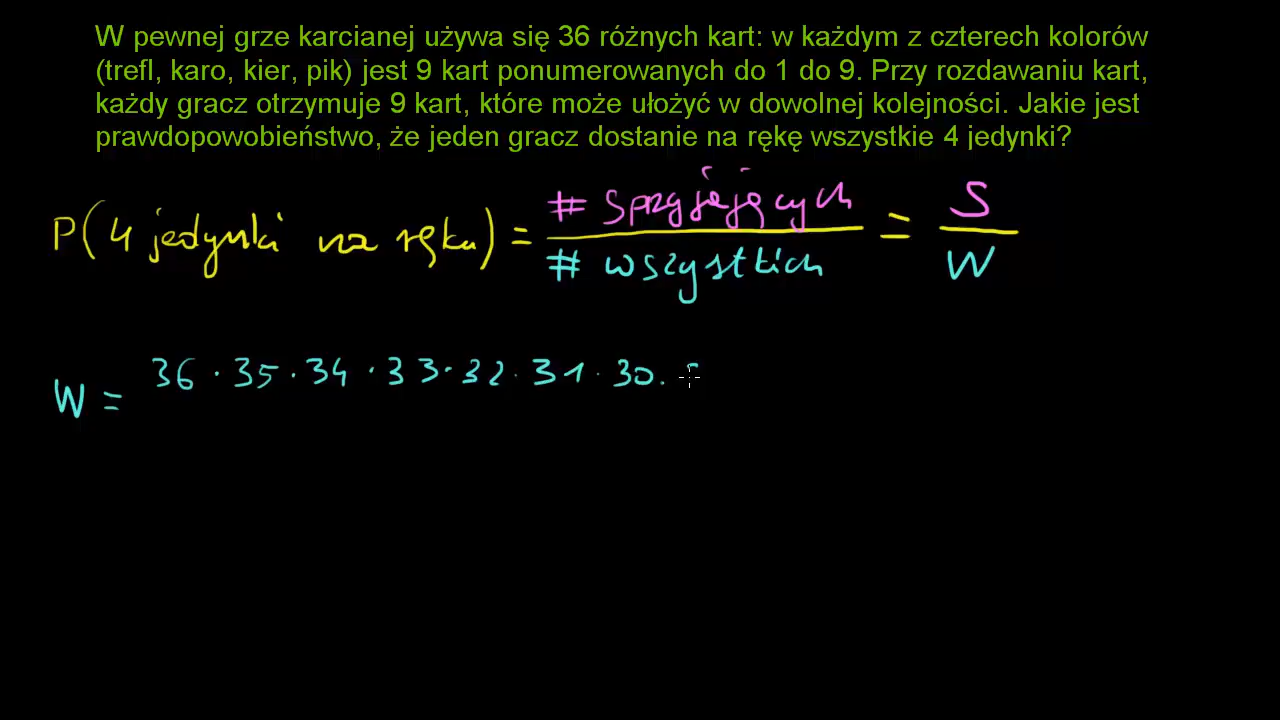 W pewnej grze karcianej używa się 36 różnych kart: w każdym z czterech kolorów
(trefl, karo, kier, pik) jest 9 kart ponumerowanych do 1 do 9. Przy rozdawaniu kart,
każdy gracz otrzymuje 9 kart, które może ułożyć w dowolnej kolejności. Jakie jest
prawdopowobieństwo, że jeden gracz dostanie na rękę wszystkie 4 jedynki?
P(4 jedynki na ręku) = # sprzyjających / # wszystkich = S / W
W = 36 · 35 · 34 · 33 · 32 · 31 · 30 ·